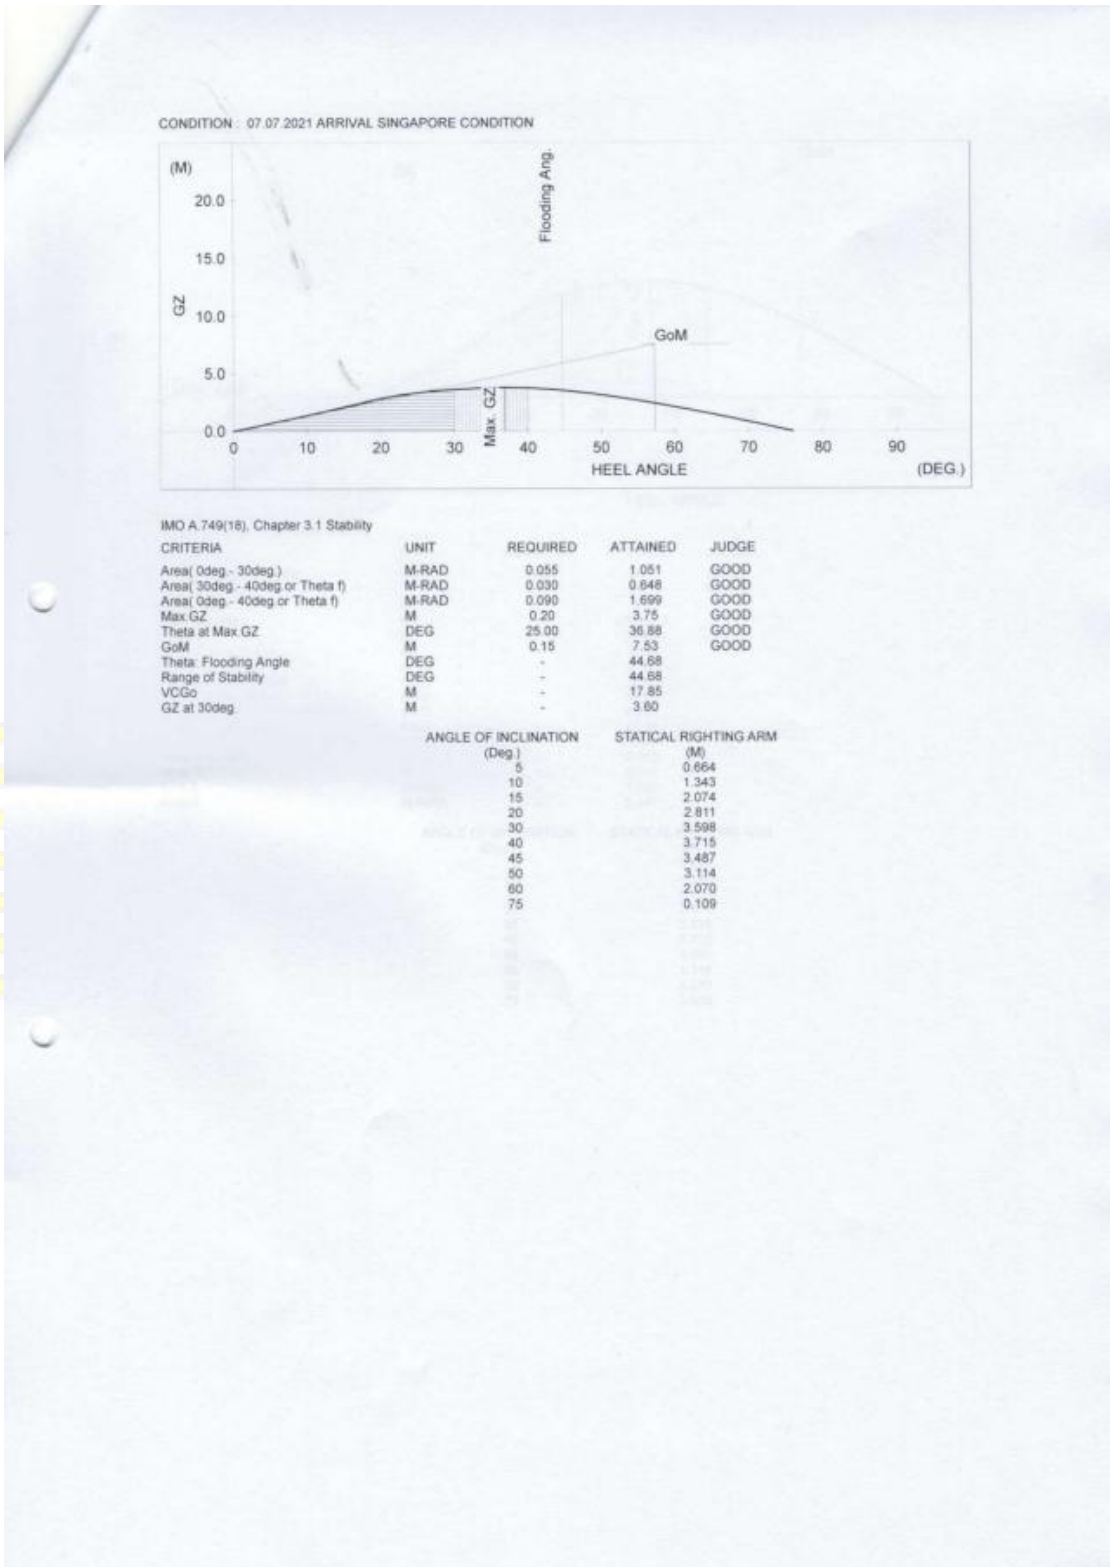 CONDITION : 07.07.2021 ARRIVAL SINGAPORE CONDITION
(M)
Flooding Ang.
20.0
15.0
GZ
10.0
GoM
5.0
Max. GZ
0.0
0 10 20 30 40 50 60 70 80 90
HEEL ANGLE (DEG.)
IMO A.749(18), Chapter 3.1 Stability
CRITERIA UNIT REQUIRED ATTAINED JUDGE
Area( 0deg.- 30deg.) M-RAD 0.055 1.051 GOOD
Area( 30deg.- 40deg.or Theta f) M-RAD 0.030 0.648 GOOD
Area( 0deg.- 40deg.or Theta f) M-RAD 0.090 1.699 GOOD
Max.GZ M 0.20 3.75 GOOD
Theta at Max.GZ DEG 25.00 36.88 GOOD
GoM M 0.15 7.53 GOOD
Theta: Flooding Angle DEG - 44.68
Range of Stability DEG - 44.68
VCGo M - 17.85
GZ at 30deg. M - 3.60
ANGLE OF INCLINATION STATICAL RIGHTING ARM
(Deg.) (M)
5 0.664
10 1.343
15 2.074
20 2.811
30 3.598
40 3.715
45 3.487
50 3.114
60 2.070
75 0.109